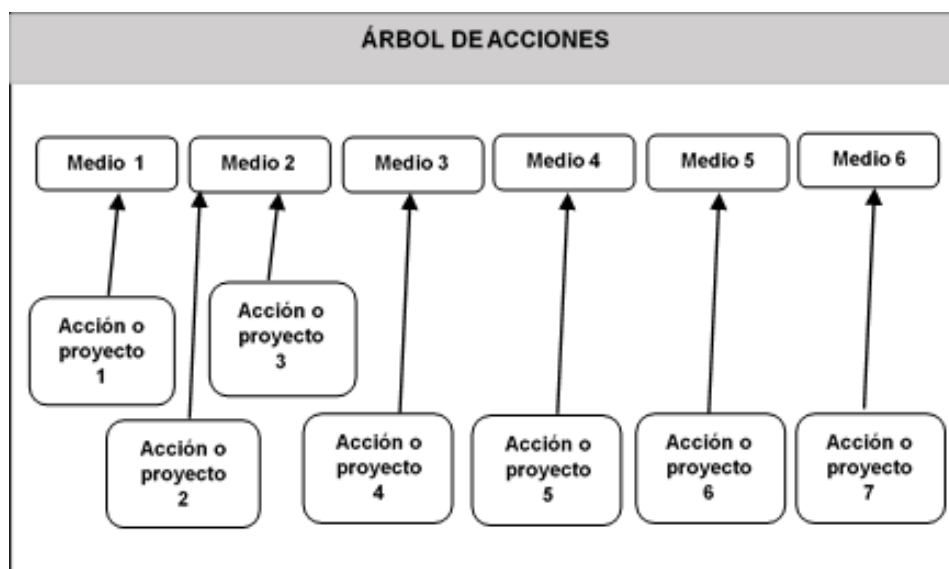 ÁRBOL DE ACCIONES
Medio 1
Medio 2
Medio 3
Medio 4
Medio 5
Medio 6
Acción o
proyecto
1
Acción o
proyecto
2
Acción o
proyecto
3
Acción o
proyecto
4
Acción o
proyecto
5
Acción o
proyecto
6
Acción o
proyecto
7